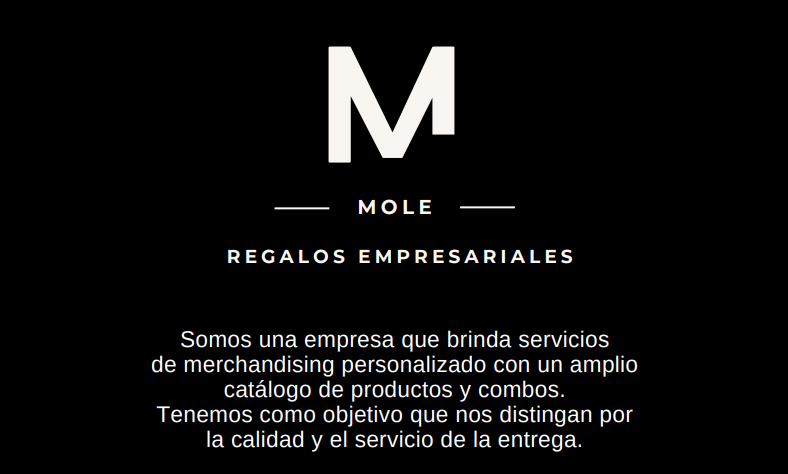 M
MOLE
REGALOS EMPRESARIALES
Somos una empresa que brinda servicios
de merchandising personalizado con un amplio
catálogo de productos y combos.
Tenemos como objetivo que nos distingan por
la calidad y el servicio de la entrega.